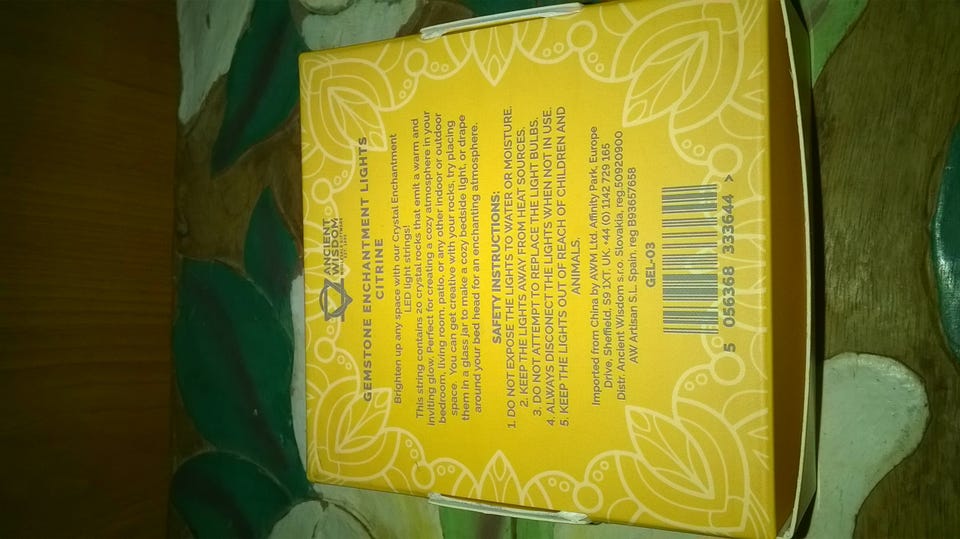 ANCIENT
WISDOM
GEMSTONE ENCHANTMENT LIGHTS
CITRINE
Brighten up any space with our Crystal Enchantment
LED light strings!
This string contains 20 crystal rocks that emit a warm and
inviting glow. Perfect for creating a cozy atmosphere in your
bedroom, living room, patio, or any other indoor or outdoor
space. You can get creative with your rocks, try placing
them in a glass jar to make a cozy bedside light, or drape
around your bed head for an enchanting atmosphere.
SAFETY INSTRUCTIONS:
1. DO NOT EXPOSE THE LIGHTS TO WATER OR MOISTURE.
2. KEEP THE LIGHTS AWAY FROM HEAT SOURCES.
3. DO NOT ATTEMPT TO REPLACE THE LIGHT BULBS.
4. ALWAYS DISCONECT THE LIGHTS WHEN NOT IN USE.
5. KEEP THE LIGHTS OUT OF REACH OF CHILDREN AND
ANIMALS.
Imported from China by AWM Ltd. Affinity Park, Europe
Drive, Sheffield, S9 1XT. UK. +44 (0) 1142 729 165
Distr. Ancient Wisdom s.r.o. Slovakia, reg.50920900
AW Artisan S.L. Spain. reg B93657658
GEL-03
5 056368 333644 >